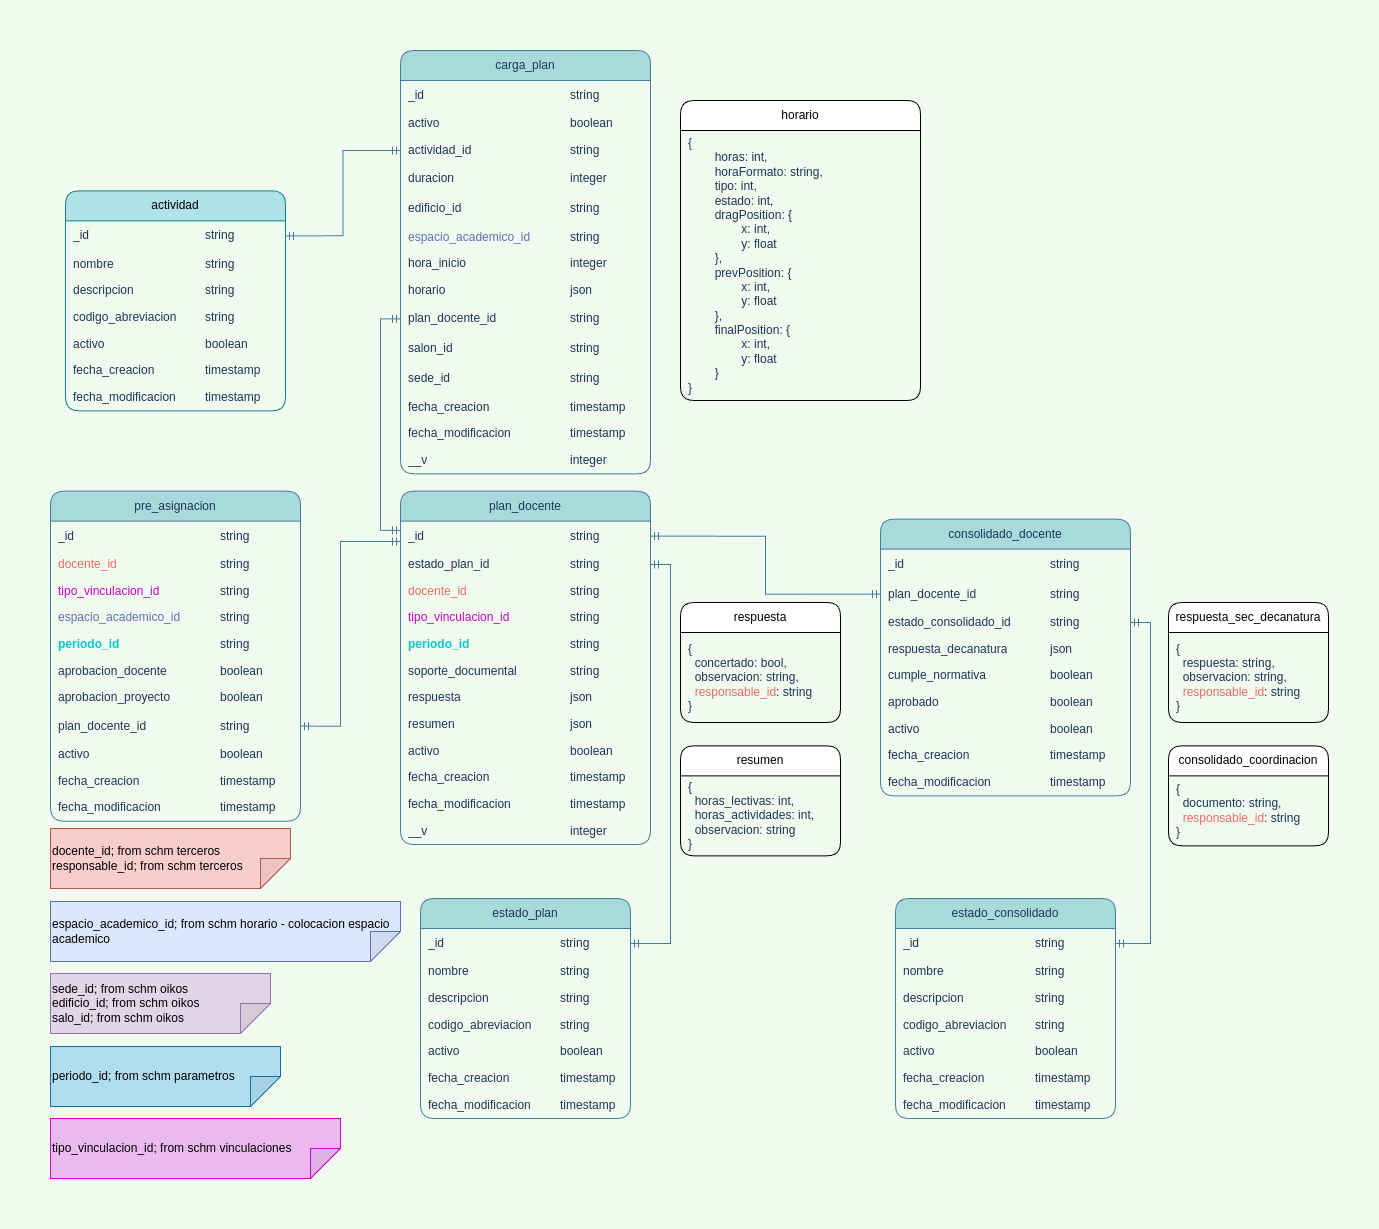 carga_plan
_id string
activo boolean
actividad_id string
duracion integer
edificio_id string
espacio_academico_id string
hora_inicio integer
horario json
plan_docente_id string
salon_id string
sede_id string
fecha_creacion timestamp
fecha_modificacion timestamp
__v integer
horario
{
horas: int,
horaFormato: string,
tipo: int,
estado: int,
dragPosition: {
x: int,
y: float
},
prevPosition: {
x: int,
y: float
},
finalPosition: {
x: int,
y: float
}
}
actividad
_id string
nombre string
descripcion string
codigo_abreviacion string
activo boolean
fecha_creacion timestamp
fecha_modificacion timestamp
pre_asignacion
_id string
docente_id string
tipo_vinculacion_id string
espacio_academico_id string
periodo_id string
aprobacion_docente boolean
aprobacion_proyecto boolean
plan_docente_id string
activo boolean
fecha_creacion timestamp
fecha_modificacion timestamp
plan_docente
_id string
estado_plan_id string
docente_id string
tipo_vinculacion_id string
periodo_id string
soporte_documental string
respuesta json
resumen json
activo boolean
fecha_creacion timestamp
fecha_modificacion timestamp
__v integer
respuesta
{
concertado: bool,
observacion: string,
responsable_id: string
}
resumen
{
horas_lectivas: int,
horas_actividades: int,
observacion: string
}
consolidado_docente
_id string
plan_docente_id string
estado_consolidado_id string
respuesta_decanatura json
cumple_normativa boolean
aprobado boolean
activo boolean
fecha_creacion timestamp
fecha_modificacion timestamp
respuesta_sec_decanatura
{
respuesta: string,
observacion: string,
responsable_id: string
}
consolidado_coordinacion
{
documento: string,
responsable_id: string
}
docente_id; from schm terceros
responsable_id; from schm terceros
espacio_academico_id; from schm horario - colocacion espacio
academico
sede_id; from schm oikos
edificio_id; from schm oikos
salo_id; from schm oikos
periodo_id; from schm parametros
tipo_vinculacion_id; from schm vinculaciones
estado_plan
_id string
nombre string
descripcion string
codigo_abreviacion string
activo boolean
fecha_creacion timestamp
fecha_modificacion timestamp
estado_consolidado
_id string
nombre string
descripcion string
codigo_abreviacion string
activo boolean
fecha_creacion timestamp
fecha_modificacion timestamp